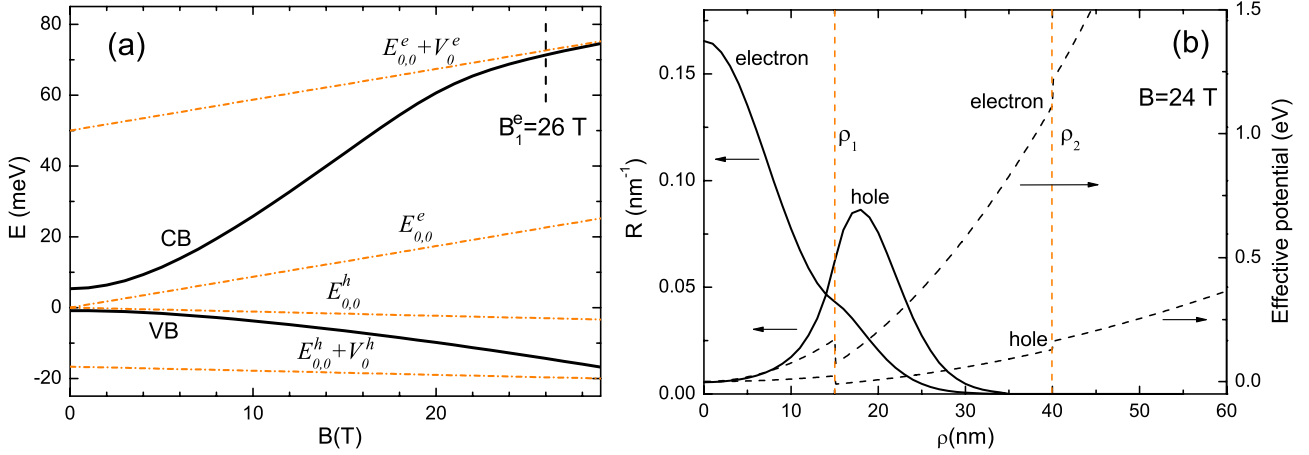 (a)
E (meV)
80
60
40
20
0
-20
E^e_{0,0}+V^e_0
B^e_1=26 T
CB
E^e_{0,0}
E^h_{0,0}
VB
E^h_{0,0}+V^h_0
0 10 20
B(T)
(b)
R (nm^{-1})
0.15
0.10
0.05
0.00
electron
electron
B=24 T
ρ_1
ρ_2
hole
hole
1.5
1.0
0.5
0.0
Effective potential (eV)
0 10 20 30 40 50 60
ρ(nm)